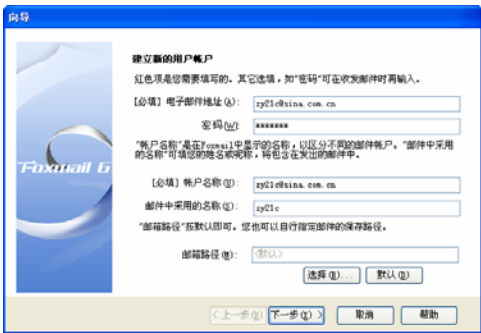 向导
建立新的用户帐户
红色项是您需要填写的。其它选填，如"密码"可在收发邮件时再输入。
[必填] 电子邮件地址(A): zy21c@sina.com.cn
密码(W): *******
"帐户名称"是在Foxmail中显示的名称，以区分不同的邮件帐户。"邮件中采用
的名称"可填您的姓名或昵称，将包含在发出的邮件中。
Foxmail 6
[必填] 帐户名称(U): zy21c@sina.com.cn
邮件中采用的名称(S): zy21c
"邮箱路径"按默认即可。您也可以自行指定邮件的保存路径。
邮箱路径(M): <默认>
选择(B)... 默认(D)
<上一步(B) 下一步(X)> 取消 帮助